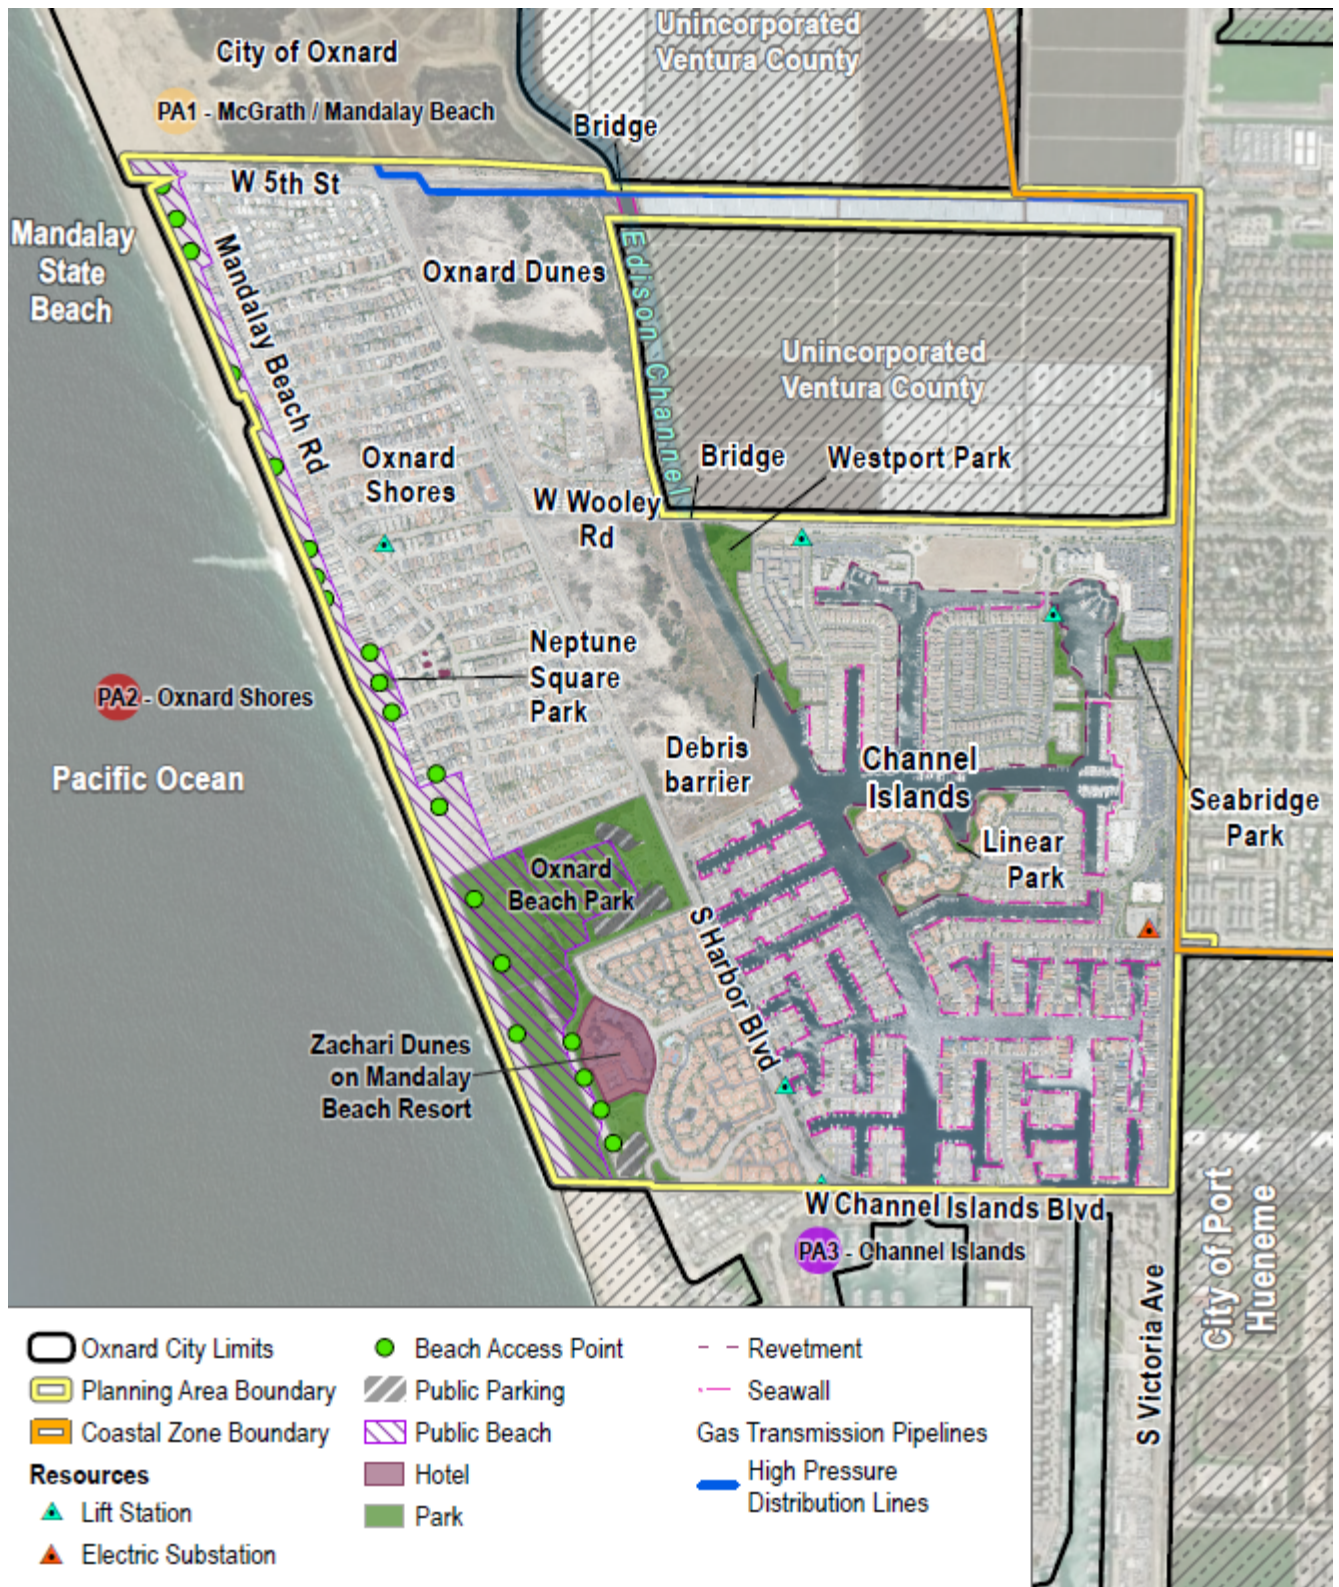 City of Oxnard
PA1 - McGrath / Mandalay Beach
Unincorporated
Ventura County
Bridge
W 5th St
Mandalay
State
Beach
Mandalay Beach Rd
Oxnard Dunes
Edison Channel
Unincorporated
Ventura County
Oxnard
Shores
Bridge
Westport Park
W Wooley
Rd
Neptune
Square
Park
PA2 - Oxnard Shores
Pacific Ocean
Debris
barrier
Channel
Islands
Seabridge
Park
Linear
Park
Oxnard
Beach Park
S Harbor Blvd
Zachari Dunes
on Mandalay
Beach Resort
W Channel Islands Blvd
PA3 - Channel Islands
City of Port
Hueneme
S Victoria Ave
Oxnard City Limits
Planning Area Boundary
Coastal Zone Boundary
Resources
Lift Station
Electric Substation
Beach Access Point
Public Parking
Public Beach
Hotel
Park
Revetment
Seawall
Gas Transmission Pipelines
High Pressure
Distribution Lines